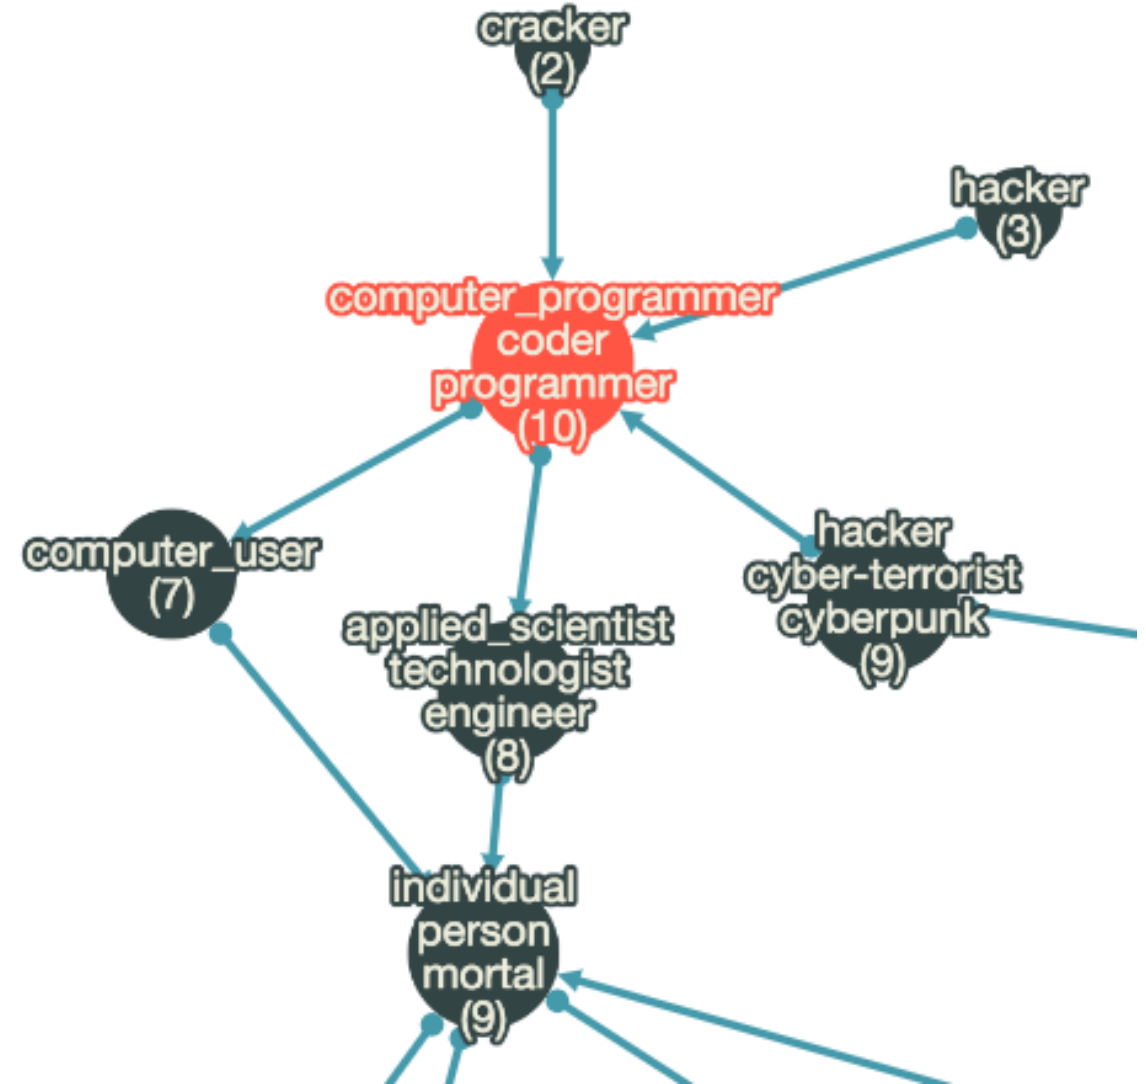 cracker
(2)
hacker
(3)
computer_programmer
coder
programmer
(10)
computer_user
(7)
hacker
cyber-terrorist
cyberpunk
(9)
applied_scientist
technologist
engineer
(8)
individual
person
mortal
(9)